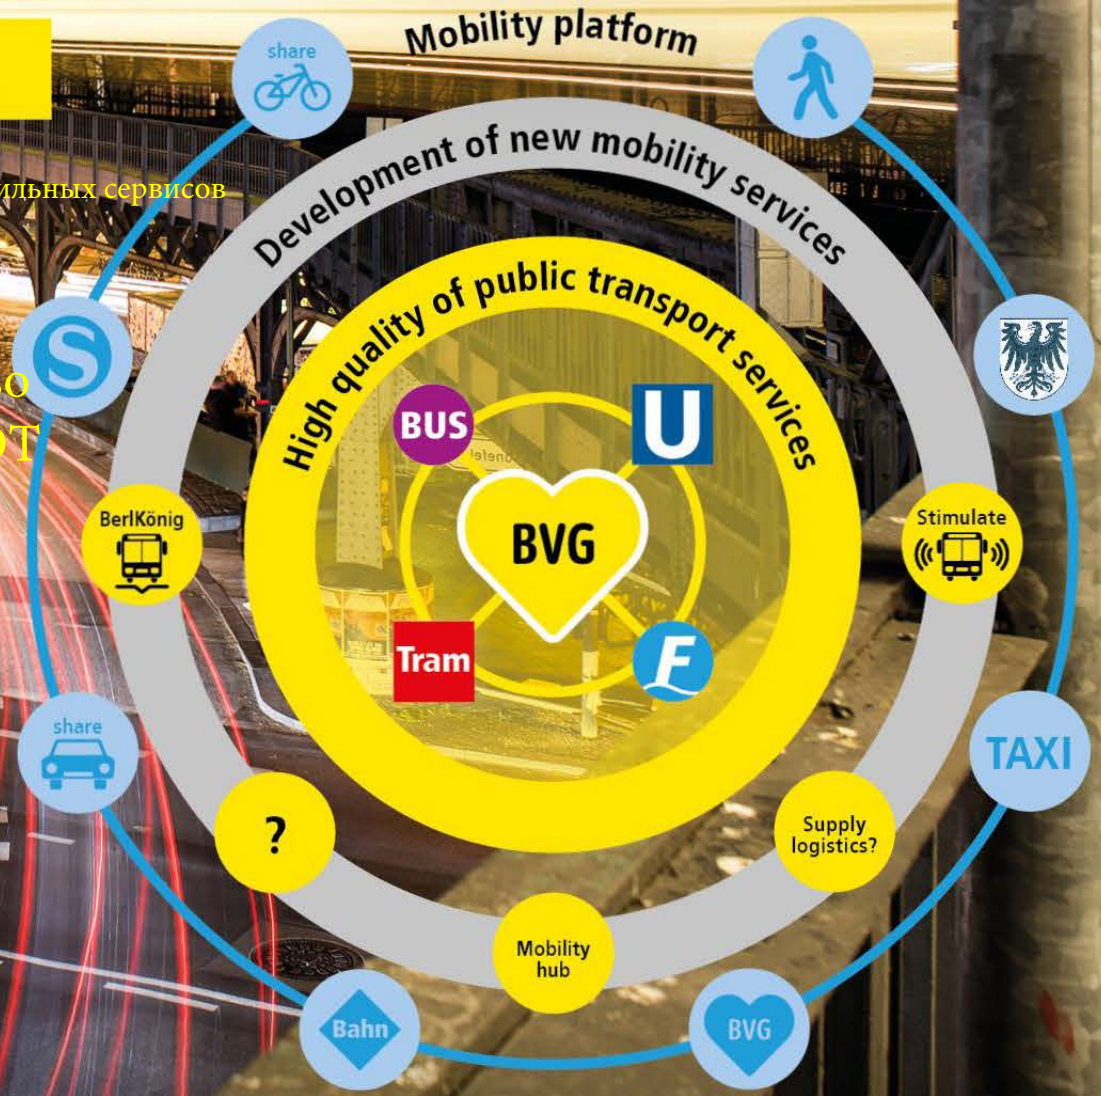 Mobility platform
share
Development of new mobility services
High quality of public transport services
S
BUS
U
BVG
BerlKönig
Stimulate
Tram
F
share
TAXI
?
Supply
logistics?
Mobility
hub
Bahn
BVG
сервисов